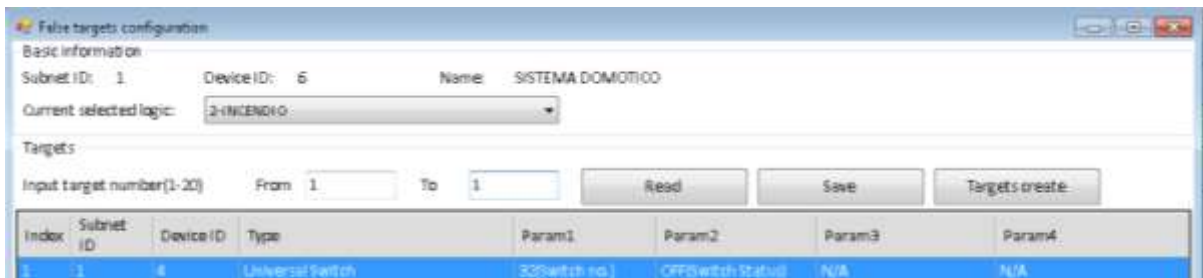 False targets configuration
Basic information
Subnet ID: 1 Device ID: 6 Name: SISTEMA DOMOTICO
Current selected logic: 2-INCENDIO
Targets
Input target number(1-20) From 1 To 1 Read Save Targets create
Index Subnet ID Device ID Type Param1 Param2 Param3 Param4
1 1 4 Universal Switch 32(Switch no.) OFF(Switch Status) N/A N/A